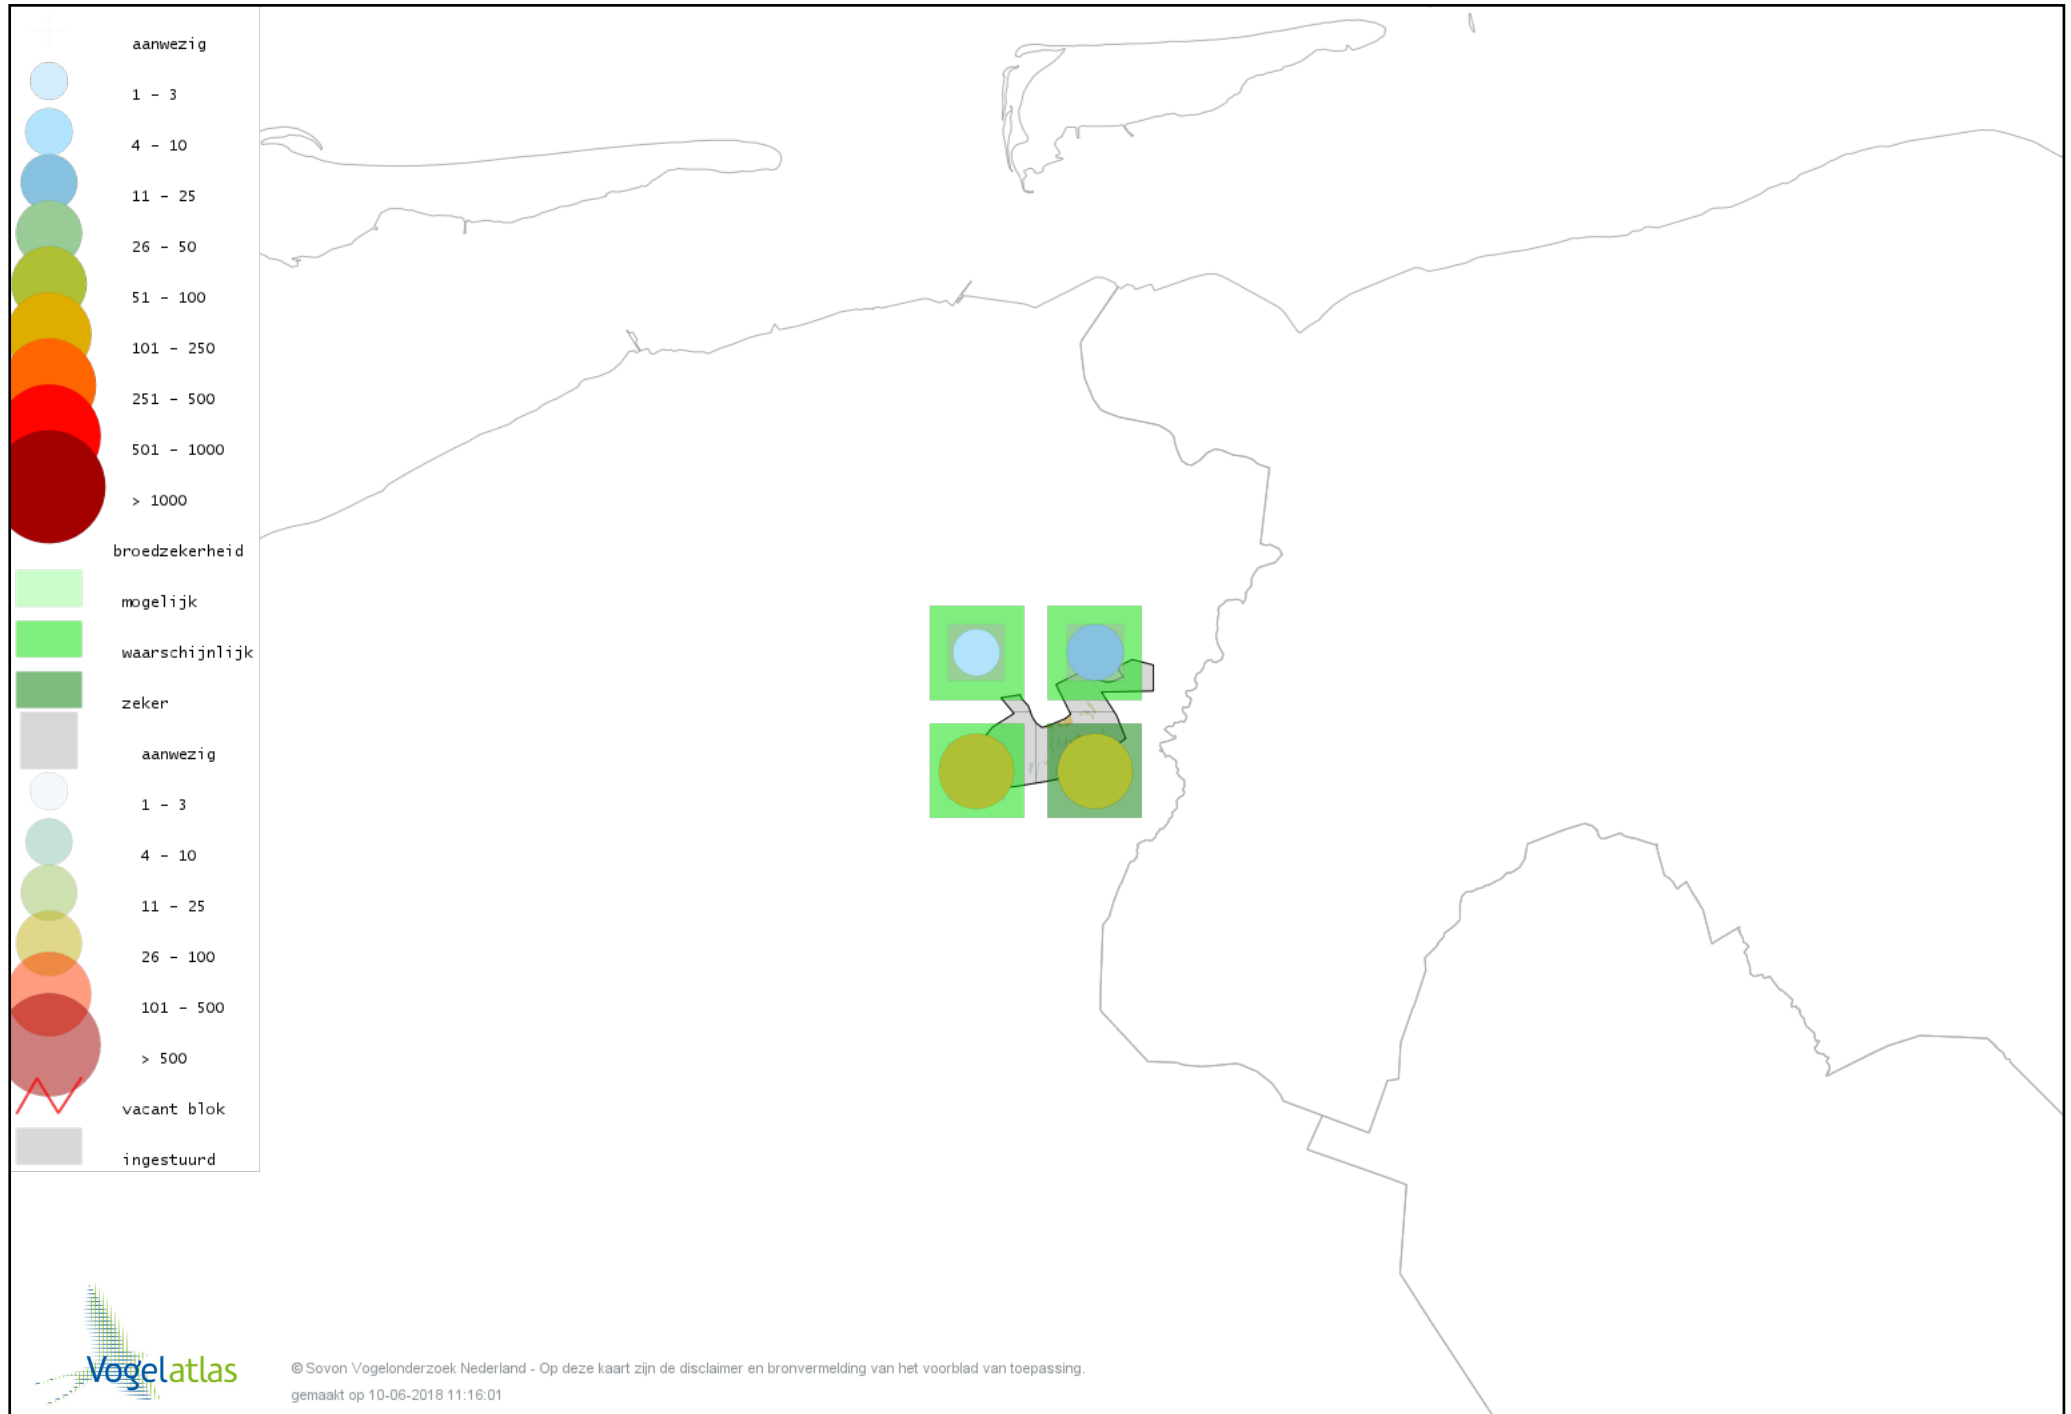 aanwezig
1 - 3
4 - 10
11 - 25
26 - 50
51 - 100
101 - 250
251 - 500
501 - 1000
> 1000
broedzekerheid
mogelijk
waarschijnlijk
zeker
aanwezig
1 - 3
4 - 10
11 - 25
26 - 100
101 - 500
> 500
vacant blok
ingestuurd
Vogelatlas
© Sovon Vogelonderzoek Nederland - Op deze kaart zijn de disclaimer en bronvermelding van het voorblad van toepassing.
gemaakt op 10-06-2018 11:16:01